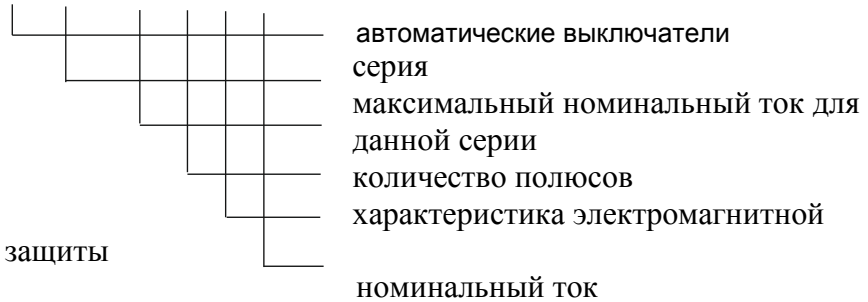 автоматические выключатели
серия
максимальный номинальный ток для
данной серии
количество полюсов
характеристика электромагнитной
защиты
номинальный ток